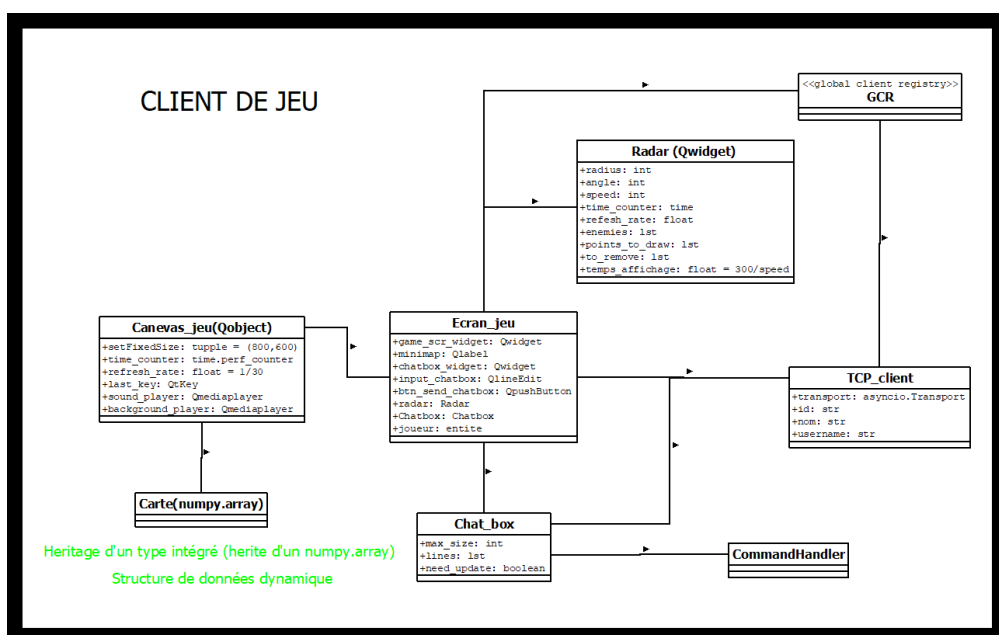 CLIENT DE JEU
<<global client registry>>
GCR
Radar (Qwidget)
+radius: int
+angle: int
+speed: int
+time_counter: time
+refesh_rate: float
+enemies: lst
+points_to_draw: lst
+to_remove: lst
+temps_affichage: float = 300/speed
Canevas_jeu(Qobject)
+setFixedSize: tupple = (800,600)
+time_counter: time.perf_counter
+refresh_rate: float = 1/30
+last_key: QtKey
+sound_player: Qmediaplayer
+background_player: Qmediaplayer
Ecran_jeu
+game_scr_widget: Qwidget
+minimap: Qlabel
+chatbox_widget: Qwidget
+input_chatbox: QlineEdit
+btn_send_chatbox: QpushButton
+radar: Radar
+Chatbox: Chatbox
+joueur: entite
TCP_client
+transport: asyncio.Transport
+id: str
+nom: str
+username: str
Carte(numpy.array)
Heritage d'un type intégré (herite d'un numpy.array)
Structure de données dynamique
Chat_box
+max_size: int
+lines: lst
+need_update: boolean
CommandHandler